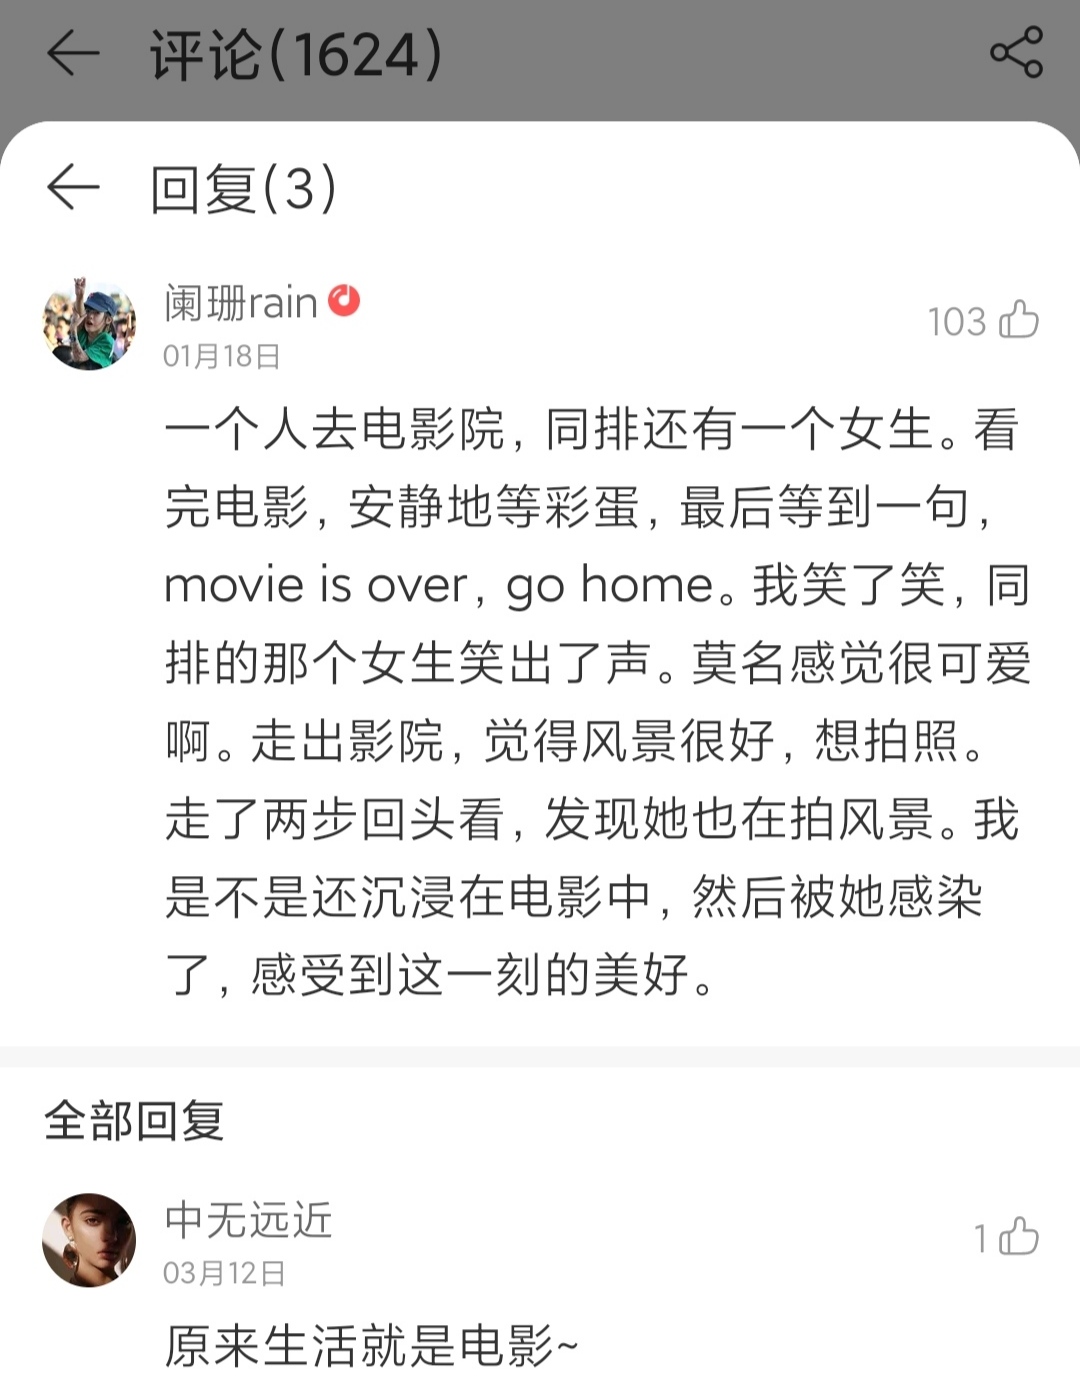 评论(1624)
回复(3)
阑珊rain
01月18日
103
一个人去电影院，同排还有一个女生。看
完电影，安静地等彩蛋，最后等到一句，
movie is over，go home。我笑了笑，同
排的那个女生笑出了声。莫名感觉很可爱
啊。走出影院，觉得风景很好，想拍照。
走了两步回头看，发现她也在拍风景。我
是不是还沉浸在电影中，然后被她感染
了，感受到这一刻的美好。
全部回复
中无远近
03月12日
1
原来生活就是电影~